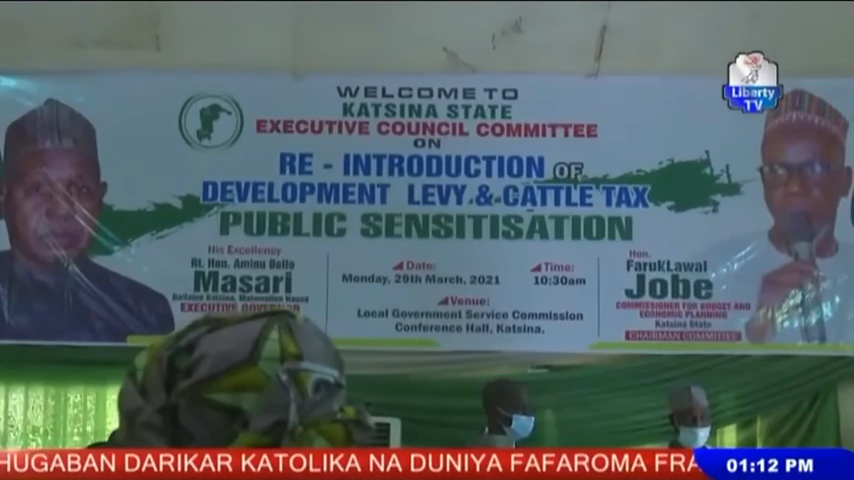 Liberty
TV
WELCOME TO
KATSINA STATE
EXECUTIVE COUNCIL COMMITTEE
ON
RE - INTRODUCTION OF
DEVELOPMENT LEVY & CATTLE TAX
PUBLIC SENSITISATION
His Excellency
Rt. Hon. Aminu Bello
Masari
EXECUTIVE GOVERNOR
Date:
Monday, 29th March, 2021
Time:
10:30am
Venue:
Local Government Service Commission
Conference Hall, Katsina.
Hon.
Faruk Lawal
Jobe
COMMISSIONER FOR BUDGET AND
ECONOMIC PLANNING
Katsina State
CHAIRMAN COMMITTEE
HUGABAN DARIKAR KATOLIKA NA DUNIYA FAFAROMA FRA
01:12 PM